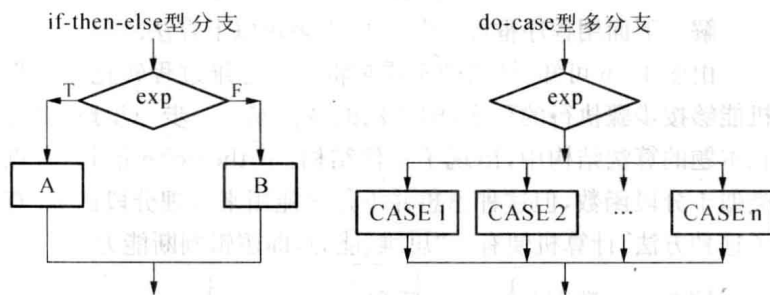 if-then-else型分支
do-case型多分支
exp
T
F
exp
A
B
CASE 1
CASE 2
...
CASE n